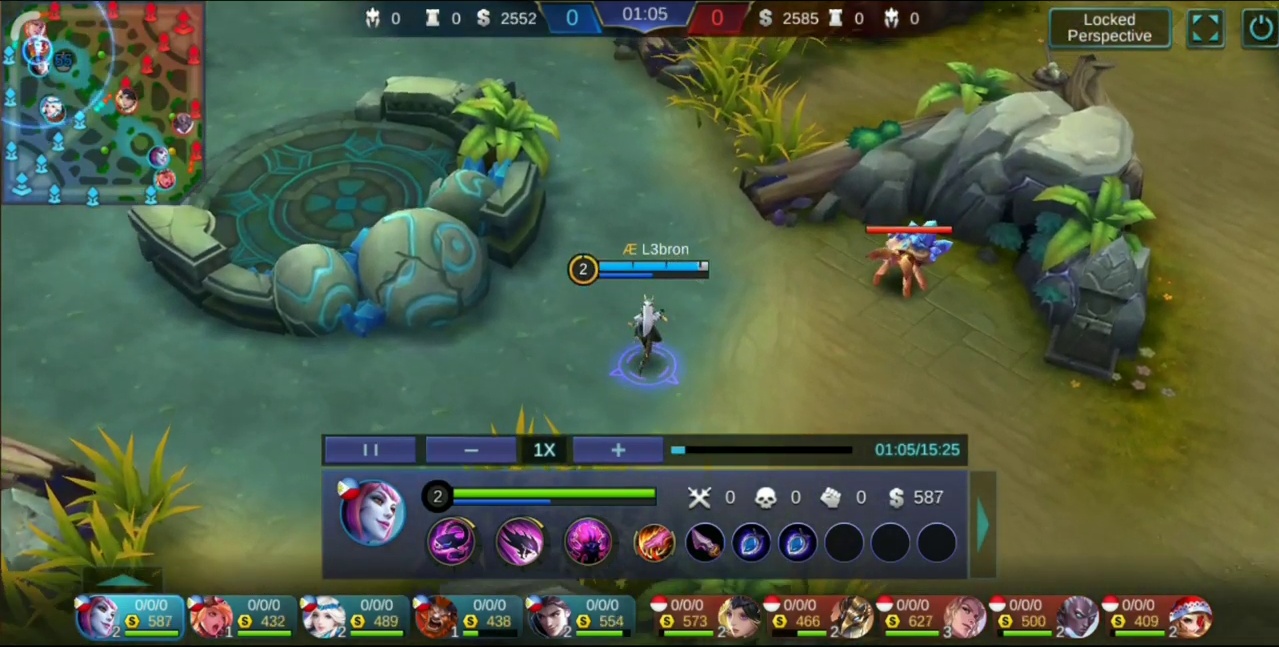 0 0 2552 0 01:05 0 2585 0 0
Locked
Perspective
Æ L3bron
2
1X
01:05/15:25
2
0 0 0 587
0/0/0 0/0/0 0/0/0 0/0/0 0/0/0 0/0/0 0/0/0 0/0/0 0/0/0 0/0/0
587 432 489 438 554 573 466 627 500 409
2 1 2 1 2 2 2 3 2 2